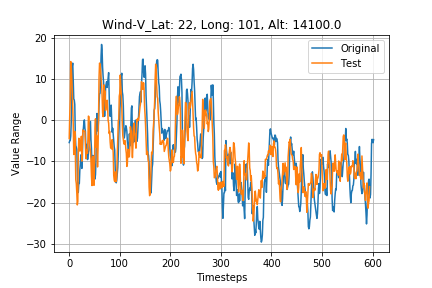 Wind-V_Lat: 22, Long: 101, Alt: 14100.0
Original
Test
Value Range
20
10
0
−10
−20
−30
0 100 200 300 400 500 600
Timesteps